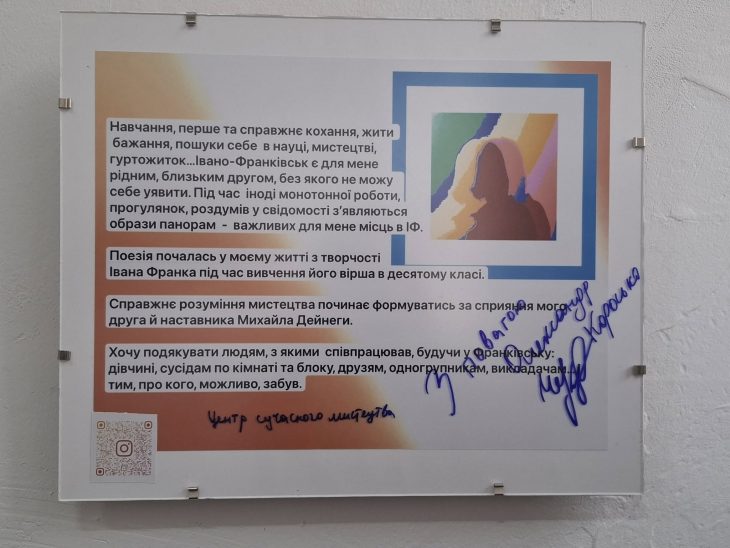 Навчання, перше та справжнє кохання, жити
бажання, пошуки себе в науці, мистецтві,
гуртожиток...Івано-Франківськ є для мене
рідним, близьким другом, без якого не можу
себе уявити. Під час іноді монотонної роботи,
прогулянок, роздумів у свідомості з’являються
образи панорам - важливих для мене місць в ІФ.
Поезія почалась у моєму житті з творчості
Івана Франка під час вивчення його вірша в десятому класі.
Справжнє розуміння мистецтва починає формуватись за сприяння мого
друга й наставника Михайла Дейнеги.
Хочу подякувати людям, з якими співпрацював, будучи у Франківську:
дівчині, сусідам по кімнаті та блоку, друзям, одногрупникам, викладачам...
тим, про кого, можливо, забув.
З повагою
Олександр
Королько
Центр сучасного мистецтва